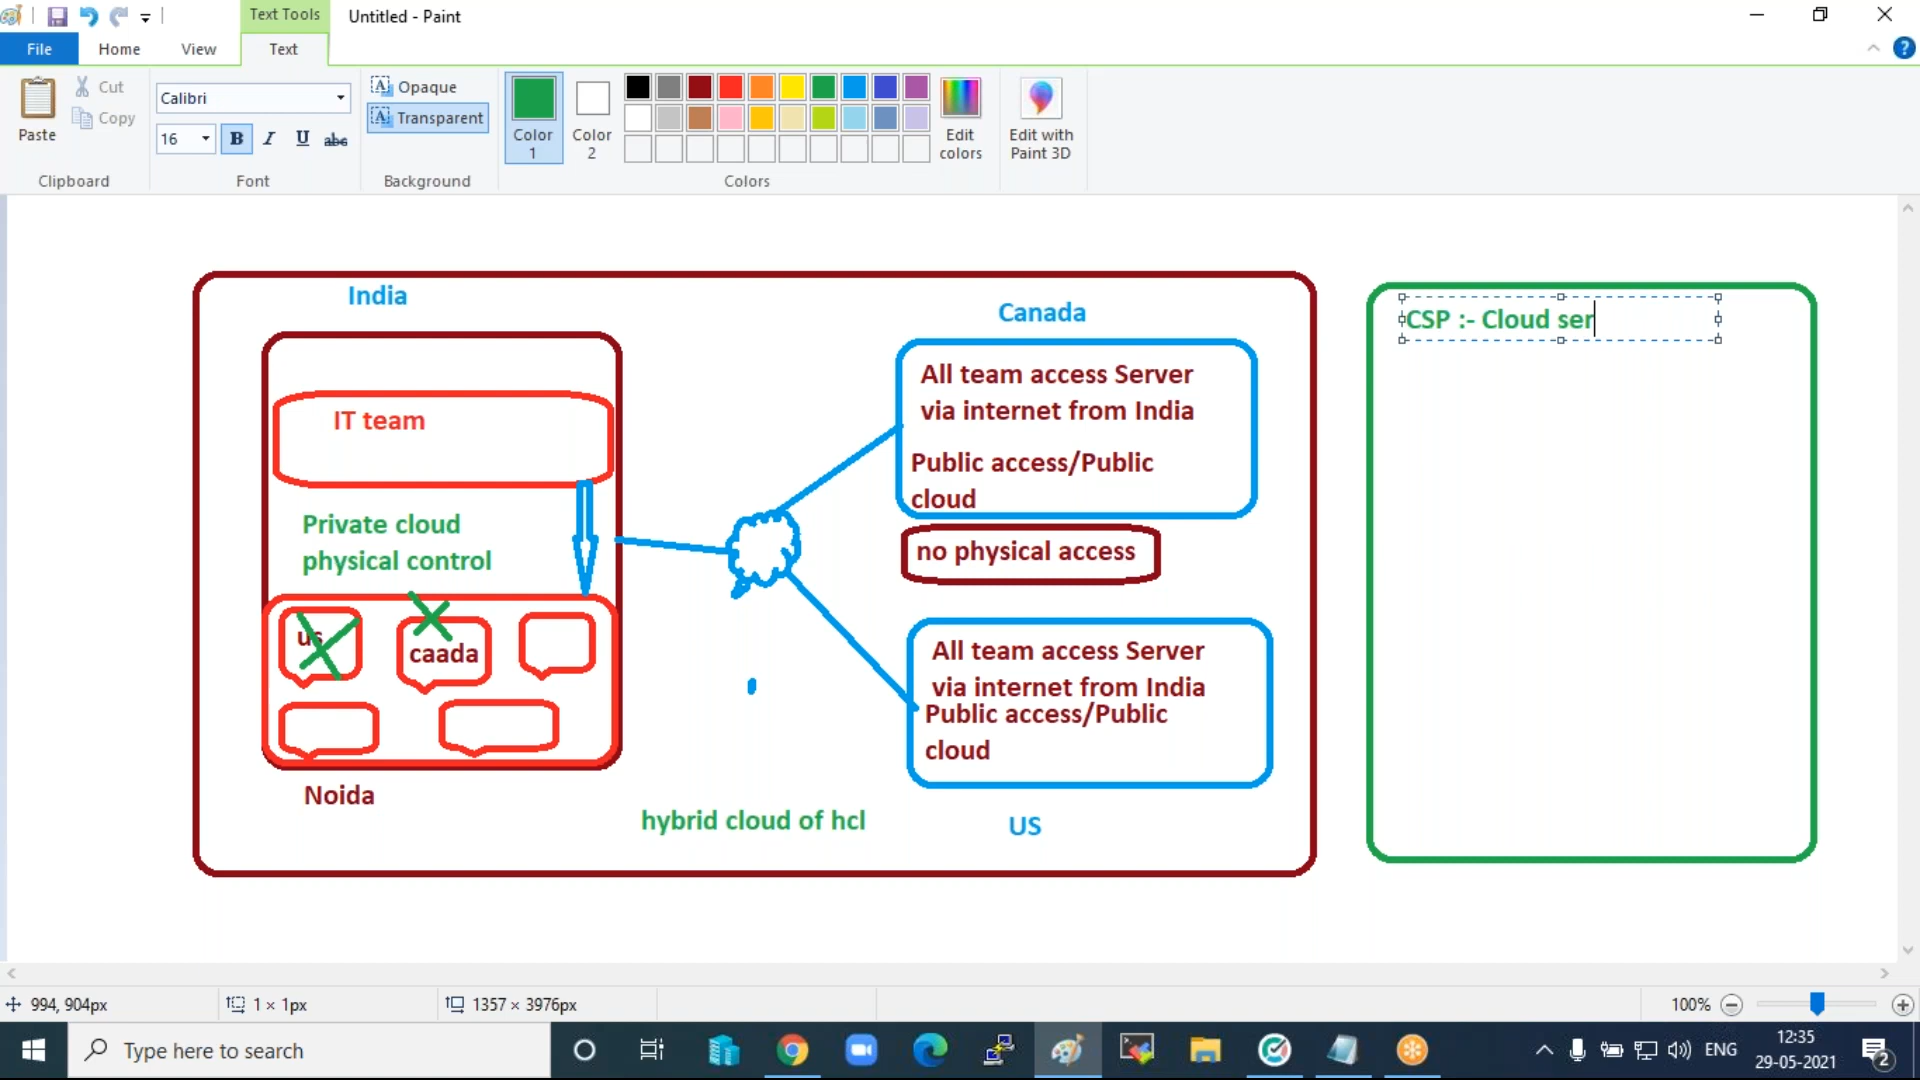 Text Tools
Untitled - Paint
File
Home
View
Text
Paste
Cut
Copy
Clipboard
Calibri
16
B
I
U
abc
Font
Opaque
Transparent
Background
Color
1
Color
2
Edit
colors
Colors
Edit with
Paint 3D
India
IT team
Private cloud
physical control
us
caada
Noida
hybrid cloud of hcl
Canada
All team access Server
via internet from India
Public access/Public
cloud
no physical access
All team access Server
via internet from India
Public access/Public
cloud
US
CSP :- Cloud ser
994, 904px
1 × 1px
1357 × 3976px
100%
Type here to search
ENG
12:35
29-05-2021
2